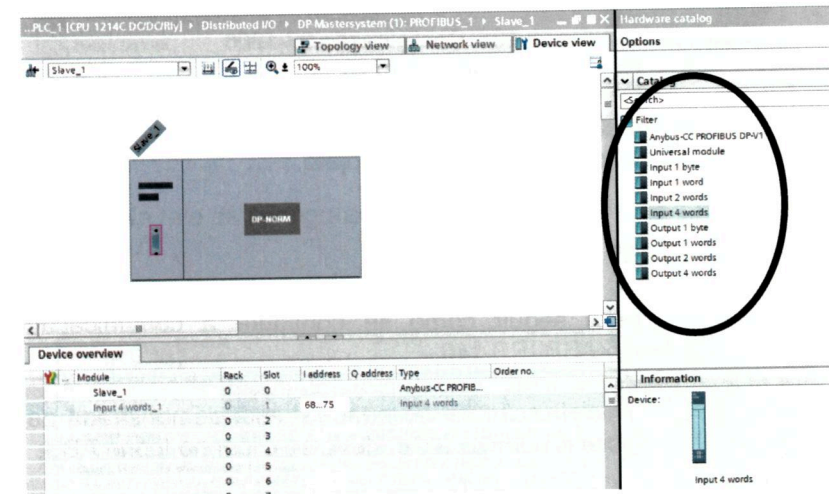 ...PLC_1 [CPU 1214C DC/DC/Rly] ▸ Distributed I/O ▸ DP-Mastersystem (1): PROFIBUS_1 ▸ Slave_1
Topology view Network view Device view
Slave_1 100%
slave_1
DP-NORM
Device overview
... Module Rack Slot I address Q address Type Order no.
Slave_1 0 0 Anybus-CC PROFIB...
Input 4 words_1 0 1 68...75 Input 4 words
0 2
0 3
0 4
0 5
0 6
Hardware catalog
Options
Catalog
<Search>
Filter
Anybus-CC PROFIBUS DP-V1
Universal module
Input 1 byte
Input 1 word
Input 2 words
Input 4 words
Output 1 byte
Output 1 words
Output 2 words
Output 4 words
Information
Device:
Input 4 words